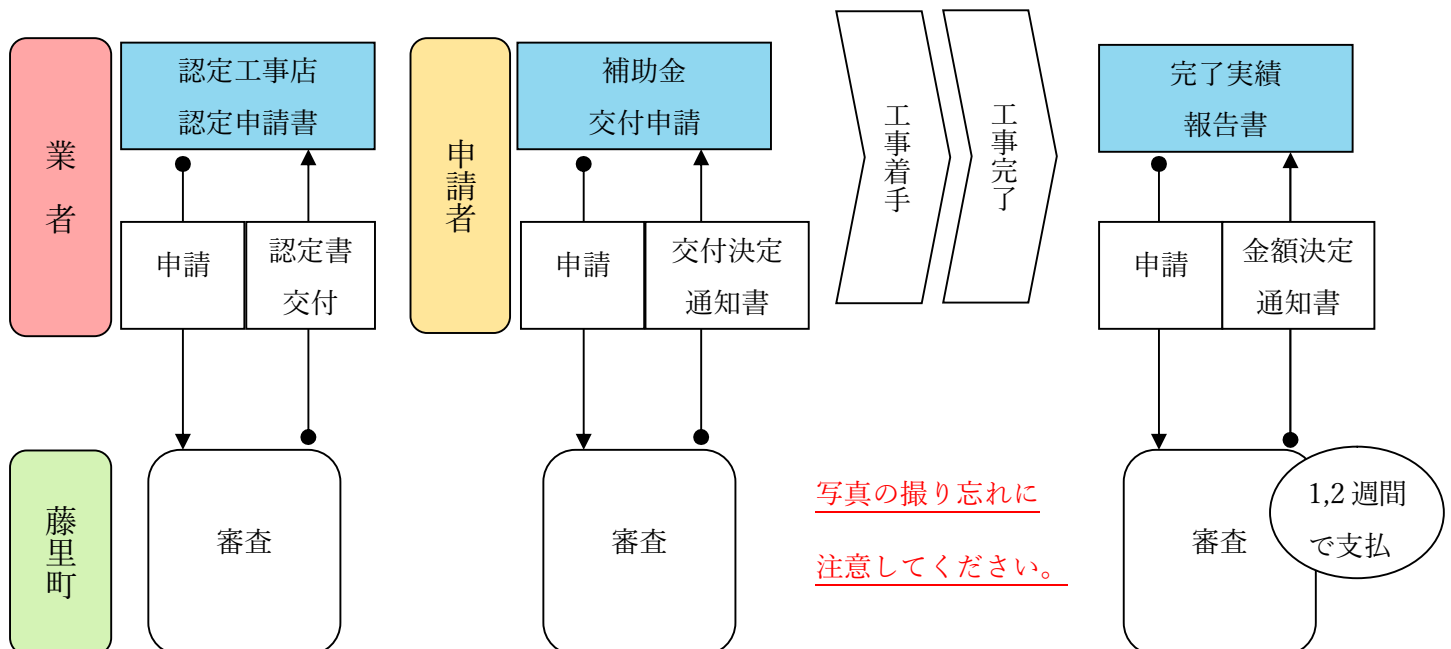 業者
認定工事店
認定申請書
申請
認定書
交付
申請者
補助金
交付申請
申請
交付決定
通知書
工事着手
工事完了
完了実績
報告書
申請
金額決定
通知書
藤里町
審査
審査
写真の撮り忘れに
注意してください。
審査
1,2週間
で支払